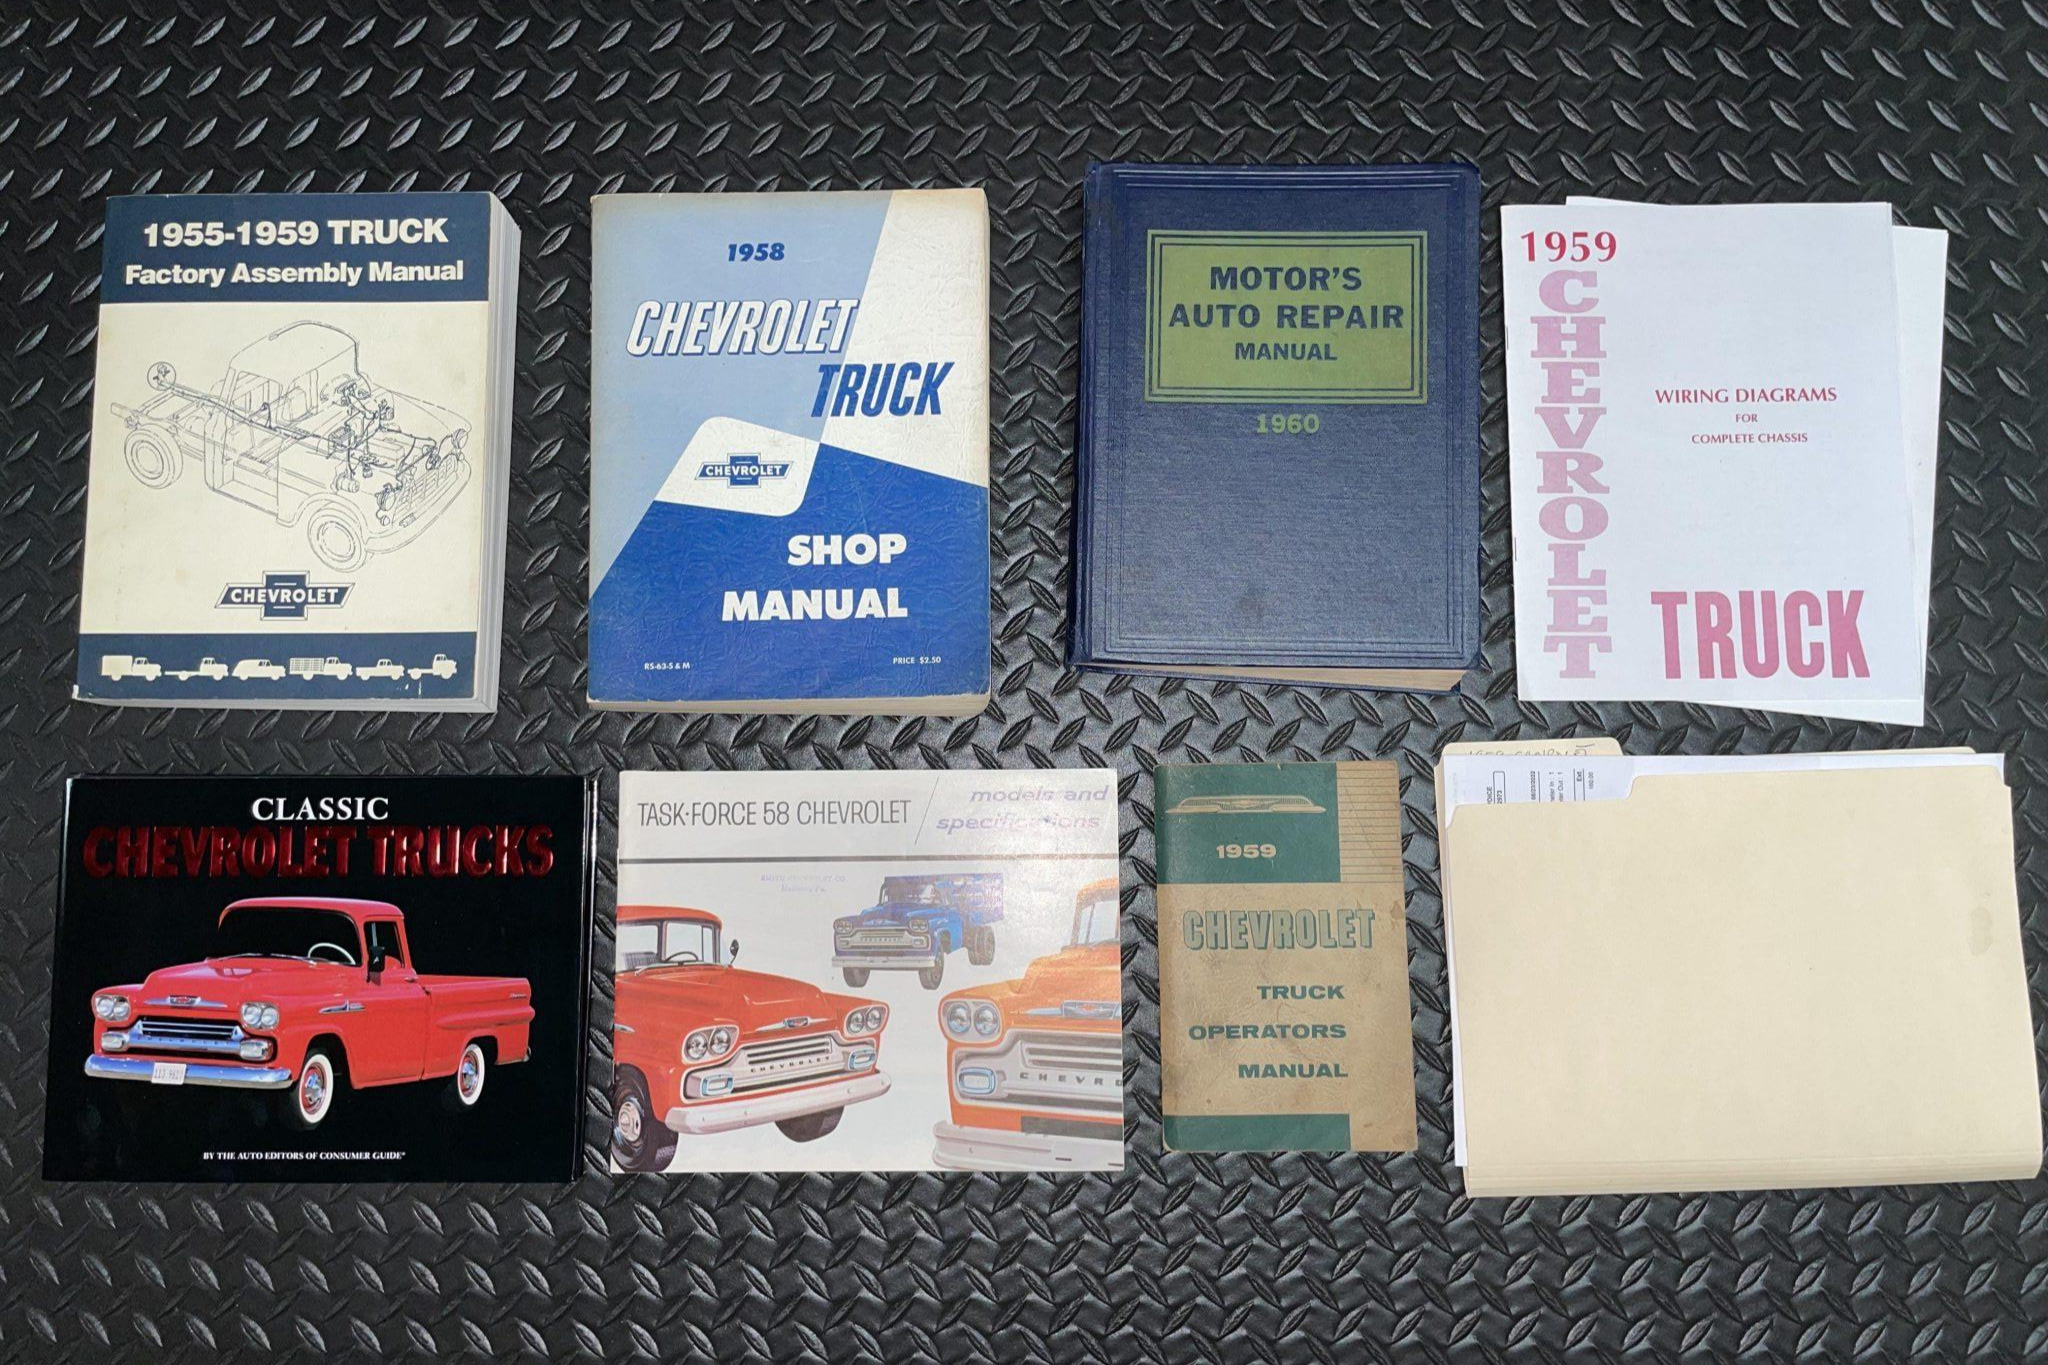 1955-1959 TRUCK
Factory Assembly Manual
CHEVROLET
1958
CHEVROLET
TRUCK
CHEVROLET
SHOP
MANUAL
RS-63-S & M
PRICE $2.50
MOTOR'S
AUTO REPAIR
MANUAL
1960
1959
CHEVROLET
WIRING DIAGRAMS
FOR
COMPLETE CHASSIS
TRUCK
CLASSIC
CHEVROLET TRUCKS
BY THE AUTO EDITORS OF CONSUMER GUIDE®
TASK·FORCE 58 CHEVROLET
models and
specifications
CHEVROLET
1959
CHEVROLET
TRUCK
OPERATORS
MANUAL